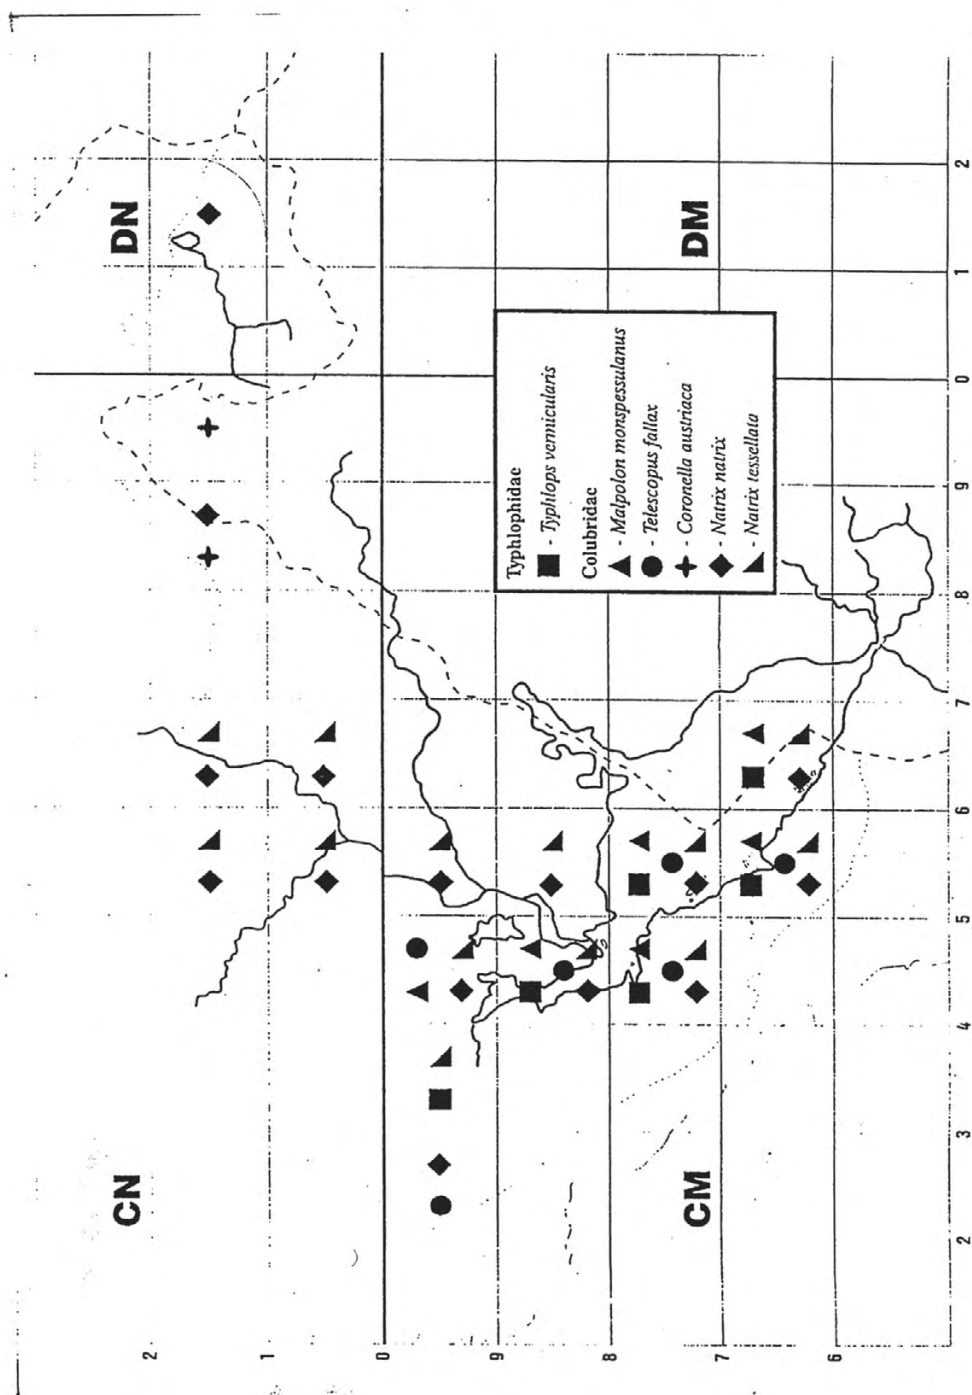 CN
DN
CM
DM
2
1
0
9
8
7
6
2
3
4
5
6
7
8
9
0
1
2
Typhlophidae
- Typhlops vermicularis
Colubridae
- Malpolon monspessulanus
- Telescopus fallax
- Coronella austriaca
- Natrix natrix
- Natrix tessellata